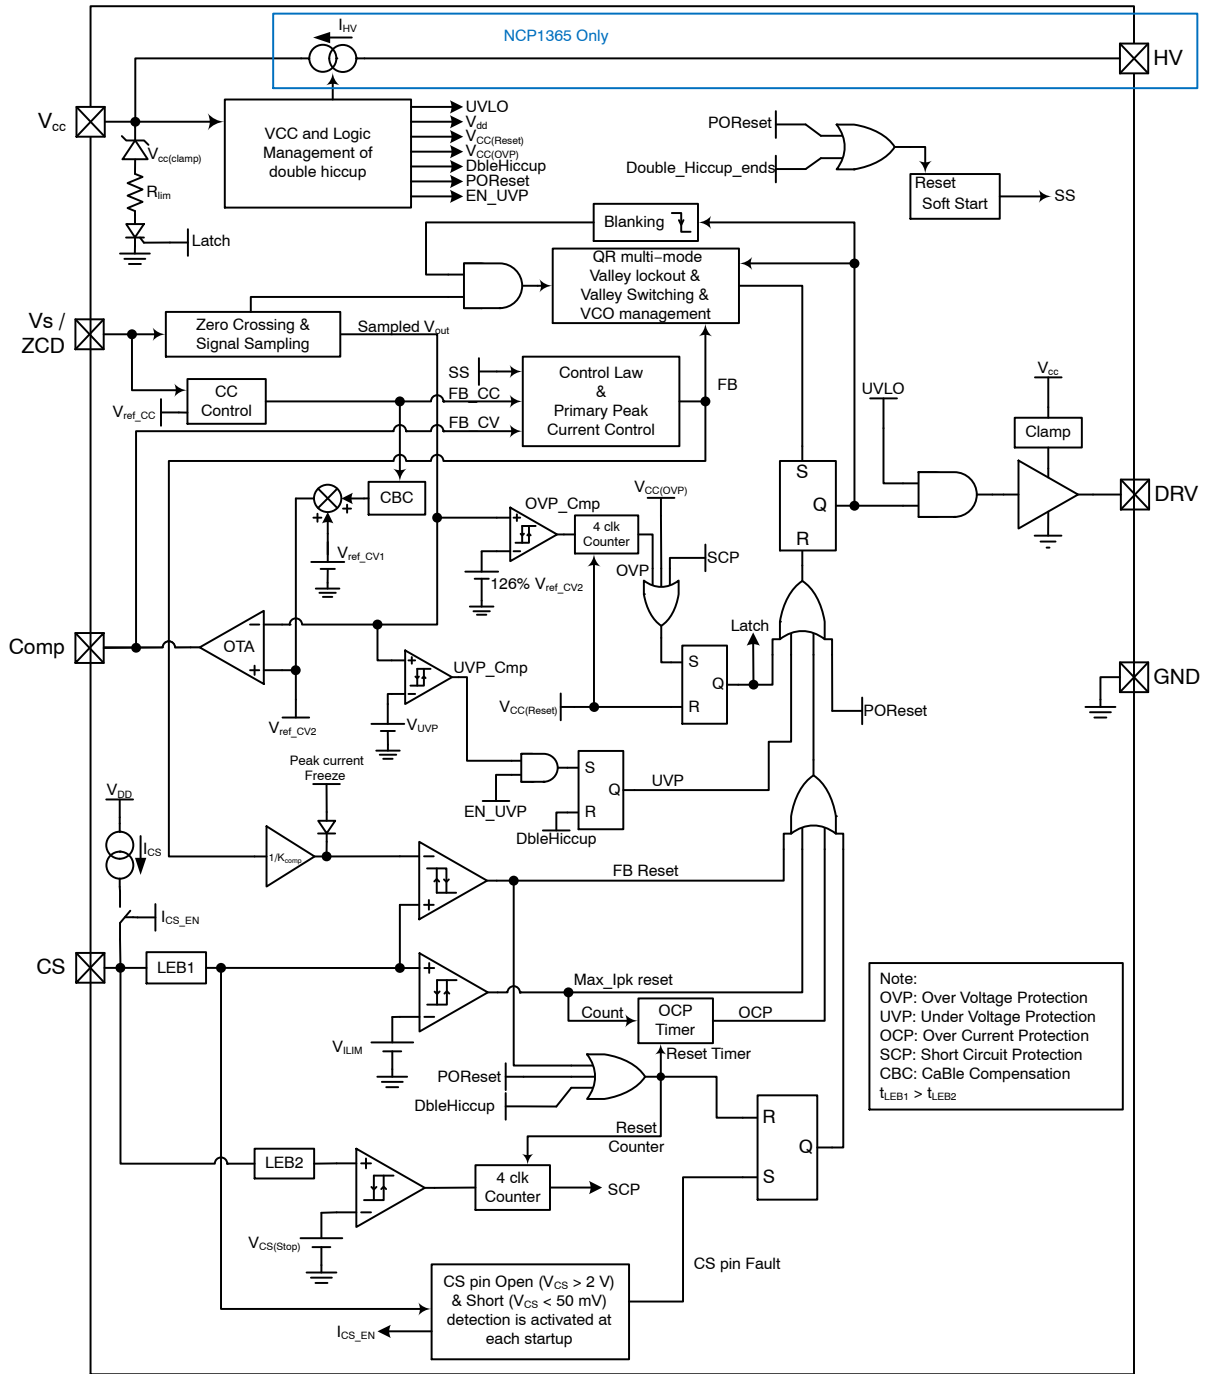 NCP1365 Only
I_HV
HV
Vcc
VCC and Logic
Management of
double hiccup
UVLO
Vdd
VCC(Reset)
VCC(OVP)
DbleHiccup
POReset
EN_UVP
Vcc(clamp)
Rlim
Latch
POReset
Double_Hiccup_ends
Reset
Soft Start
SS
Blanking
QR multi−mode
Valley lockout &
Valley Switching &
VCO management
Vs /
ZCD
Zero Crossing &
Signal Sampling
Sampled Vout
CC
Control
Vref_CC
SS
FB_CC
FB_CV
Control Law
&
Primary Peak
Current Control
FB
UVLO
Vcc
Clamp
DRV
S
Q
R
CBC
+
+
Vref_CV1
OVP_Cmp
+
−
4 clk
Counter
126% Vref_CV2
VCC(OVP)
OVP
SCP
Comp
OTA
−
+
Vref_CV2
UVP_Cmp
+
−
VUVP
Latch
S
Q
R
VCC(Reset)
POReset
GND
EN_UVP
S
Q
R
DbleHiccup
UVP
Peak current
Freeze
VDD
ICS
1/Kcomp
−
+
FB Reset
ICS_EN
CS
LEB1
+
−
VILIM
Max_Ipk reset
Count
OCP
Timer
OCP
Reset Timer
POReset
DbleHiccup
Reset
Counter
R
Q
S
LEB2
+
−
VCS(Stop)
4 clk
Counter
SCP
CS pin Fault
CS pin Open (VCS > 2 V)
& Short (VCS < 50 mV)
detection is activated at
each startup
ICS_EN
Note:
OVP: Over Voltage Protection
UVP: Under Voltage Protection
OCP: Over Current Protection
SCP: Short Circuit Protection
CBC: CaBle Compensation
tLEB1 > tLEB2